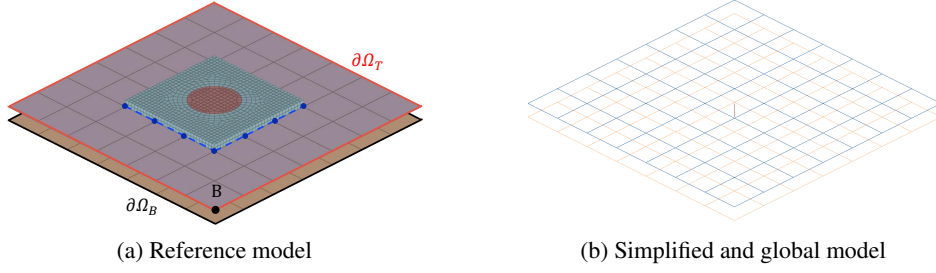 ∂Ω_T
B
∂Ω_B
(a) Reference model
(b) Simplified and global model